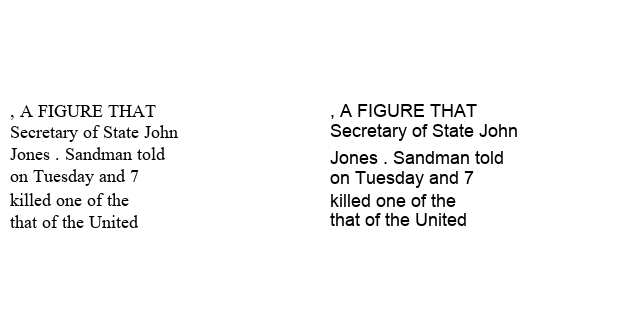 , A FIGURE THAT
Secretary of State John
Jones . Sandman told
on Tuesday and 7
killed one of the
that of the United
, A FIGURE THAT
Secretary of State John
Jones . Sandman told
on Tuesday and 7
killed one of the
that of the United